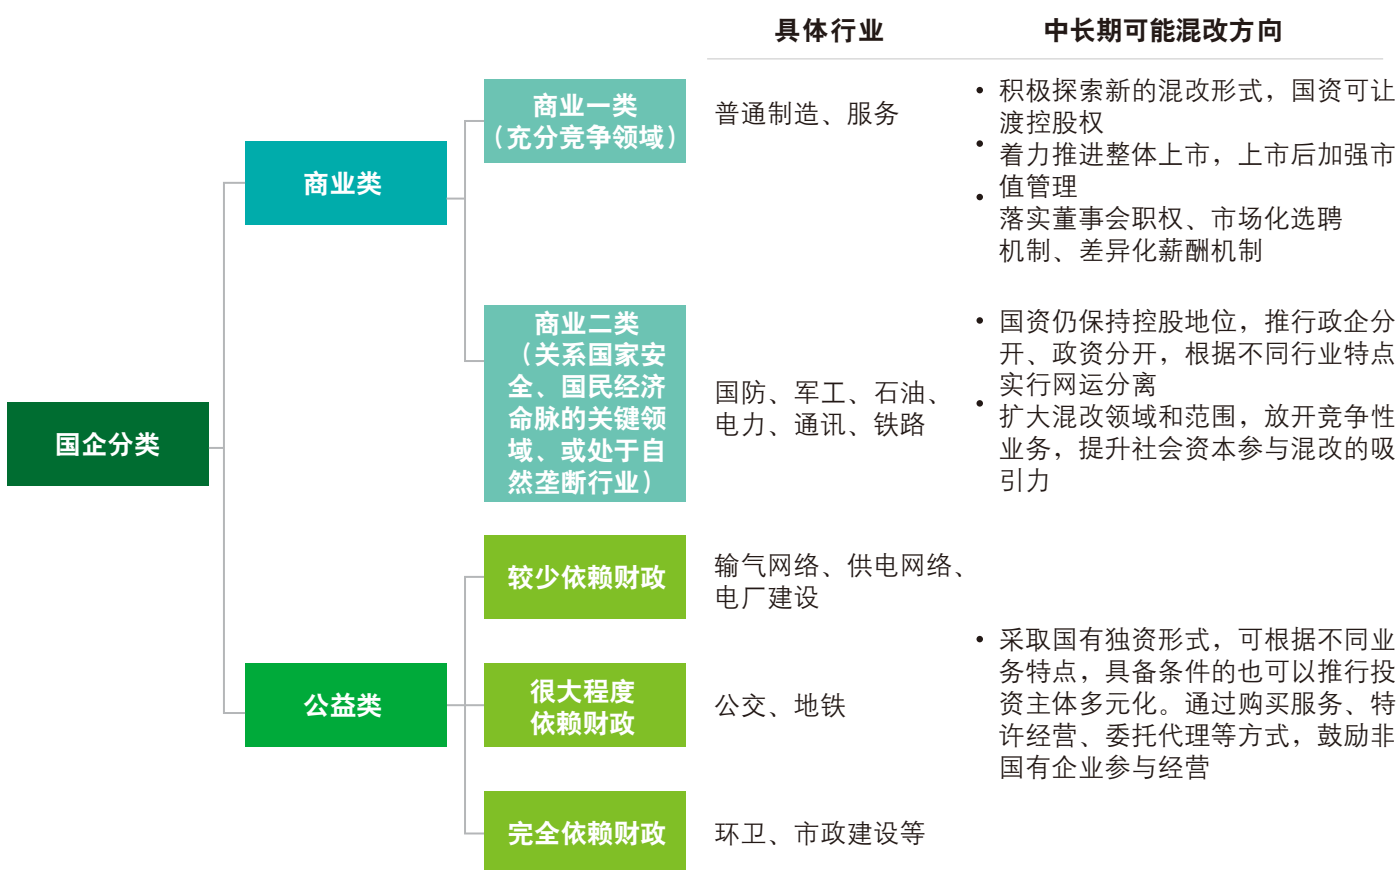 具体行业
中长期可能混改方向
国企分类
商业类
商业一类
（充分竞争领域）
普通制造、服务
• 积极探索新的混改形式，国资可让
渡控股权
• 着力推进整体上市，上市后加强市
值管理
• 落实董事会职权、市场化选聘
机制、差异化薪酬机制
商业二类
（关系国家安
全、国民经济
命脉的关键领
域、或处于自
然垄断行业）
国防、军工、石油、
电力、通讯、铁路
• 国资仍保持控股地位，推行政企分
开、政资分开，根据不同行业特点
实行网运分离
• 扩大混改领域和范围，放开竞争性
业务，提升社会资本参与混改的吸
引力
公益类
较少依赖财政
输气网络、供电网络、
电厂建设
很大程度
依赖财政
公交、地铁
完全依赖财政
环卫、市政建设等
• 采取国有独资形式，可根据不同业
务特点，具备条件的也可以推行投
资主体多元化。通过购买服务、特
许经营、委托代理等方式，鼓励非
国有企业参与经营